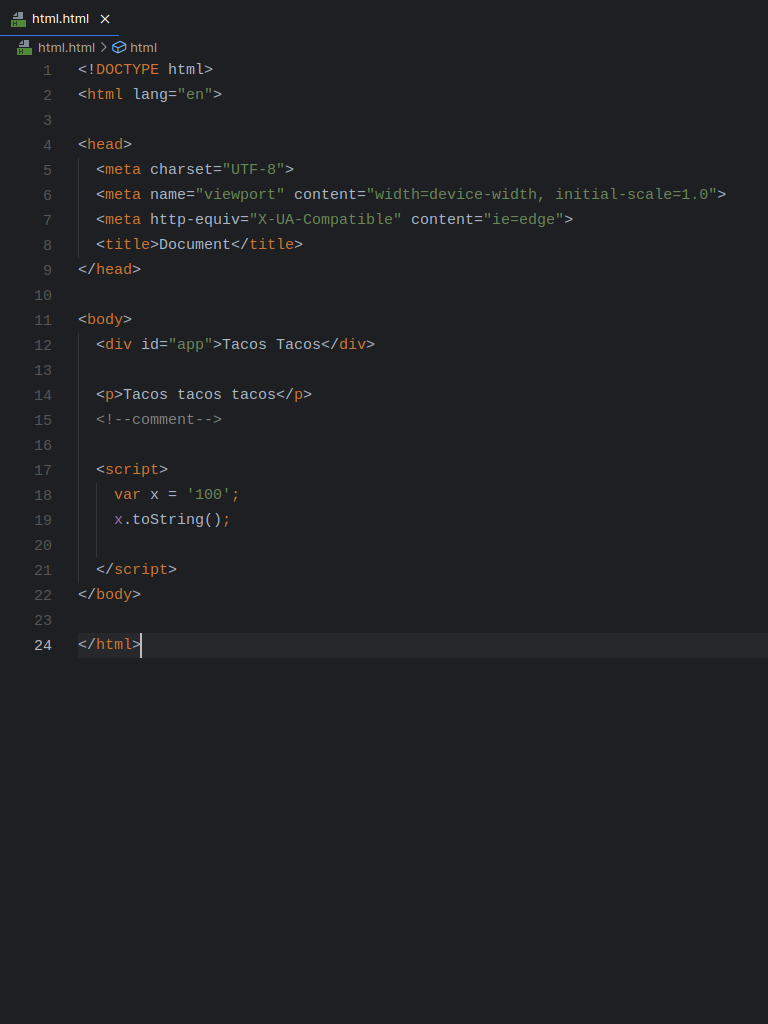 html.html
html.html > html
1 <!DOCTYPE html>
2 <html lang="en">
3
4 <head>
5   <meta charset="UTF-8">
6   <meta name="viewport" content="width=device-width, initial-scale=1.0">
7   <meta http-equiv="X-UA-Compatible" content="ie=edge">
8   <title>Document</title>
9 </head>
10
11 <body>
12   <div id="app">Tacos Tacos</div>
13
14   <p>Tacos tacos tacos</p>
15   <!--comment-->
16
17   <script>
18     var x = '100';
19     x.toString();
20
21   </script>
22 </body>
23
24 </html>